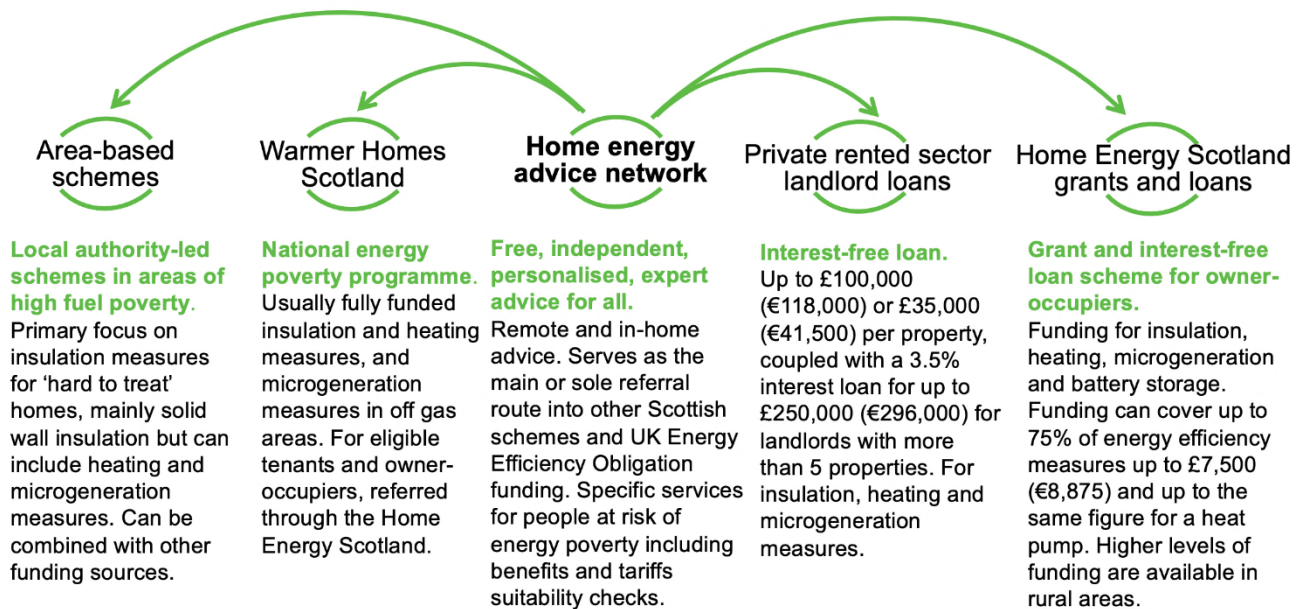 Area-based
schemes
Local authority-led
schemes in areas of
high fuel poverty.
Primary focus on
insulation measures
for ‘hard to treat’
homes, mainly solid
wall insulation but can
include heating and
microgeneration
measures. Can be
combined with other
funding sources.
Warmer Homes
Scotland
National energy
poverty programme.
Usually fully funded
insulation and heating
measures, and
microgeneration
measures in off gas
areas. For eligible
tenants and owner-
occupiers, referred
through the Home
Energy Scotland.
Home energy
advice network
Free, independent,
personalised, expert
advice for all.
Remote and in-home
advice. Serves as the
main or sole referral
route into other Scottish
schemes and UK Energy
Efficiency Obligation
funding. Specific services
for people at risk of
energy poverty including
benefits and tariffs
suitability checks.
Private rented sector
landlord loans
Interest-free loan.
Up to £100,000
(€118,000) or £35,000
(€41,500) per property,
coupled with a 3.5%
interest loan for up to
£250,000 (€296,000) for
landlords with more
than 5 properties. For
insulation, heating and
microgeneration
measures.
Home Energy Scotland
grants and loans
Grant and interest-free
loan scheme for owner-
occupiers.
Funding for insulation,
heating, microgeneration
and battery storage.
Funding can cover up to
75% of energy efficiency
measures up to £7,500
(€8,875) and up to the
same figure for a heat
pump. Higher levels of
funding are available in
rural areas.